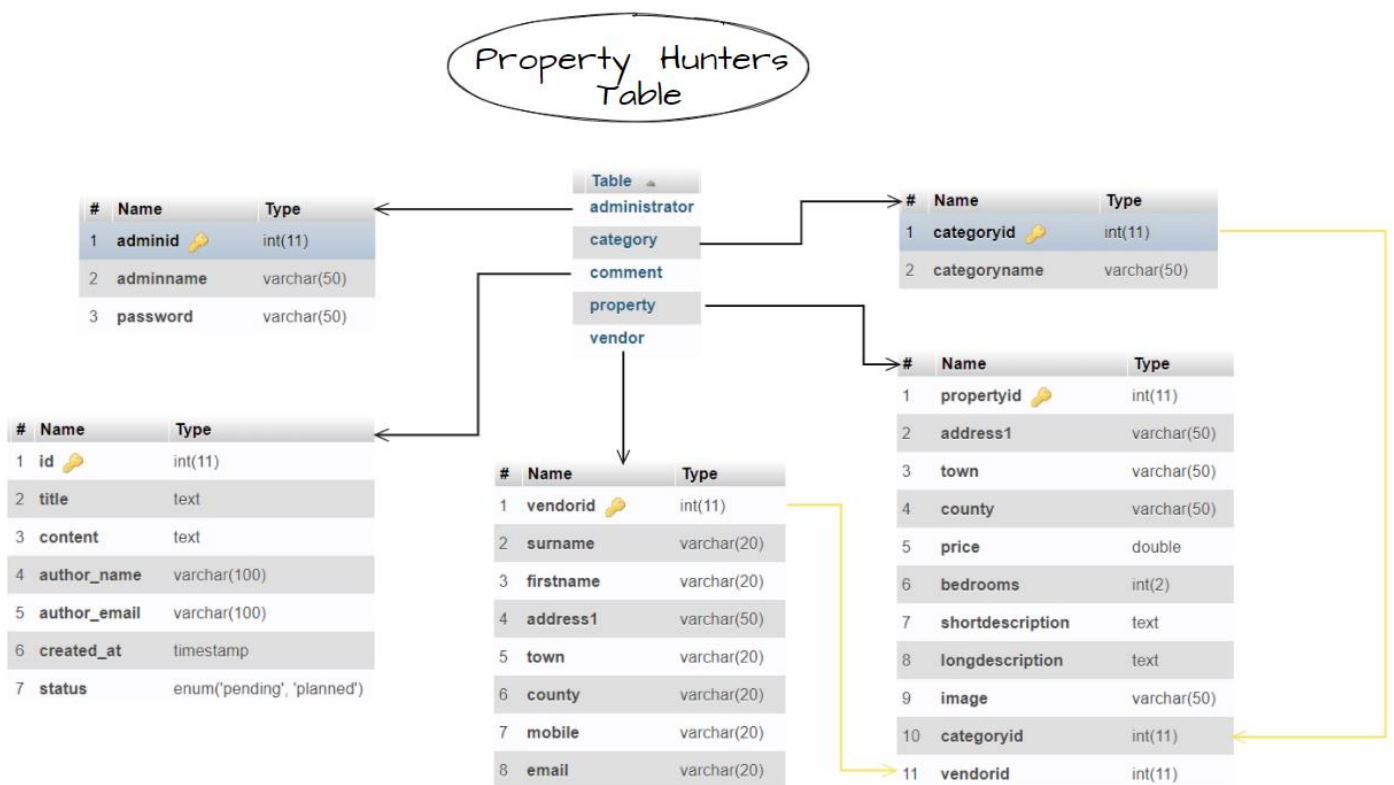 Property Hunters
Table
Table
administrator
category
comment
property
vendor
# Name Type
1 adminid int(11)
2 adminname varchar(50)
3 password varchar(50)
# Name Type
1 categoryid int(11)
2 categoryname varchar(50)
# Name Type
1 id int(11)
2 title text
3 content text
4 author_name varchar(100)
5 author_email varchar(100)
6 created_at timestamp
7 status enum('pending', 'planned')
# Name Type
1 vendorid int(11)
2 surname varchar(20)
3 firstname varchar(20)
4 address1 varchar(50)
5 town varchar(20)
6 county varchar(20)
7 mobile varchar(20)
8 email varchar(20)
# Name Type
1 propertyid int(11)
2 address1 varchar(50)
3 town varchar(50)
4 county varchar(50)
5 price double
6 bedrooms int(2)
7 shortdescription text
8 longdescription text
9 image varchar(50)
10 categoryid int(11)
11 vendorid int(11)